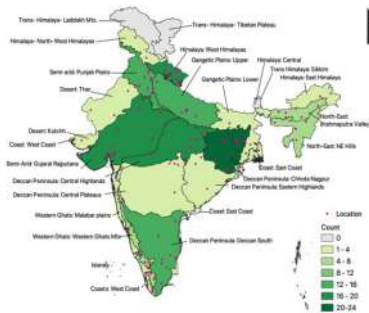 Trans- Himalaya- Ladakh Mts.
Trans- Himalaya- Tibetan Plateau
Himalaya- North- West Himalayas
Himalaya- West Himalayas
Semi-arid- Punjab Plains
Gangetic Plains: Upper
Himalaya- Central
Gangetic Plains: Lower
Trans Himalaya Sikkim
Himalaya- East Himalaya
Desert: Thar
North-East
Brahmaputra Valley
Desert: Kutchh
Coast: West Coast
North-East: NE Hills
Semi-Arid: Gujarat Rajputana
Coast: East Coast
Deccan Peninsula: Central Highlands
Deccan Peninsula- Chhota Nagpur
Deccan Peninsula: Eastern Highlands
Deccan Peninsula: Central Plateaus
Coast: East Coast
Western Ghats: Malabar plains
Western Ghats: Western Ghats Mts.
Deccan Peninsula: Deccan South
Islands
Coasts: West Coast
Location
Count
0
1 - 4
4 - 8
8 - 12
12 - 16
16 - 20
20-24